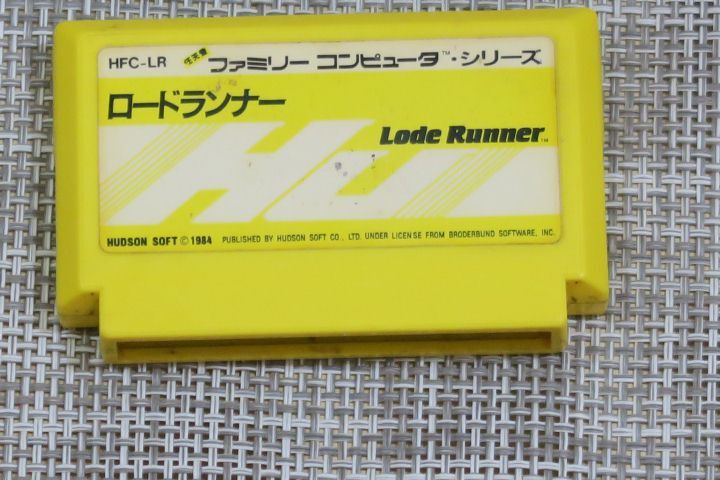 HFC-LR 任天堂 ファミリー コンピュータ™・シリーズ
ロードランナー
Lode Runner™
HU
HUDSON SOFT © 1984 PUBLISHED BY HUDSON SOFT CO., LTD. UNDER LICENSE FROM BRODERBUND SOFTWARE, INC.